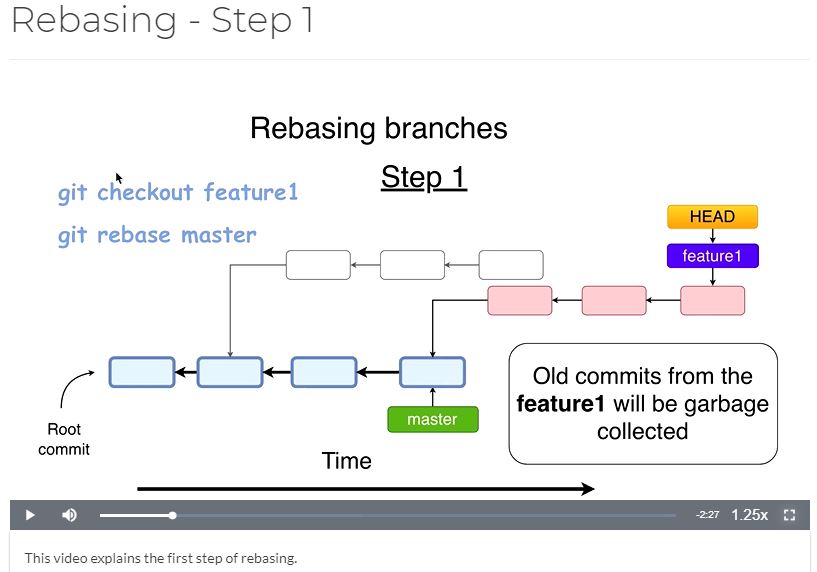 Rebasing - Step 1
Rebasing branches
Step 1
git checkout feature1
git rebase master
HEAD
feature1
Old commits from the
feature1 will be garbage
collected
master
Root
commit
Time
-2:27 1.25x
This video explains the first step of rebasing.